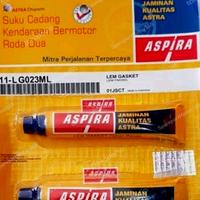 ASTRA Otoparts
Suku Cadang
Kendaraan Bermotor
Roda Dua
JAMINAN
KUALITAS
ASTRA
ASPIRA
Mitra Perjalanan Terpercaya
11-LG023ML
LEM GASKET
01JSCT
ASPIRA
JAMINAN
KUALITAS
ASTRA
ASPIRA
JAMINAN
KUALITAS